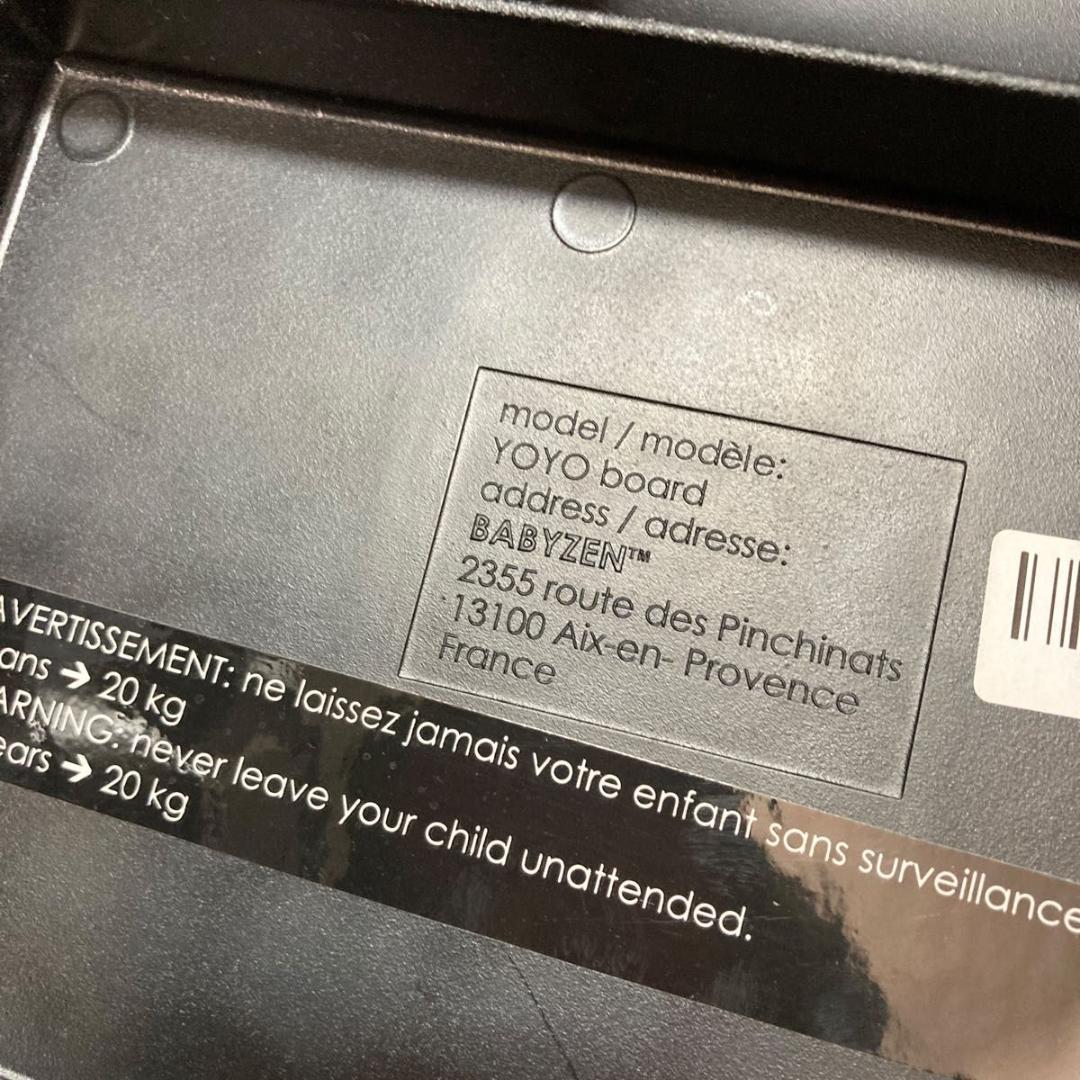 model / modèle:
YOYO board
address / adresse:
BABYZEN™
2355 route des Pinchinats
13100 Aix-en- Provence
France
AVERTISSEMENT: ne laissez jamais votre enfant sans surveillance
ans → 20 kg
ARNING: never leave your child unattended.
ears → 20 kg